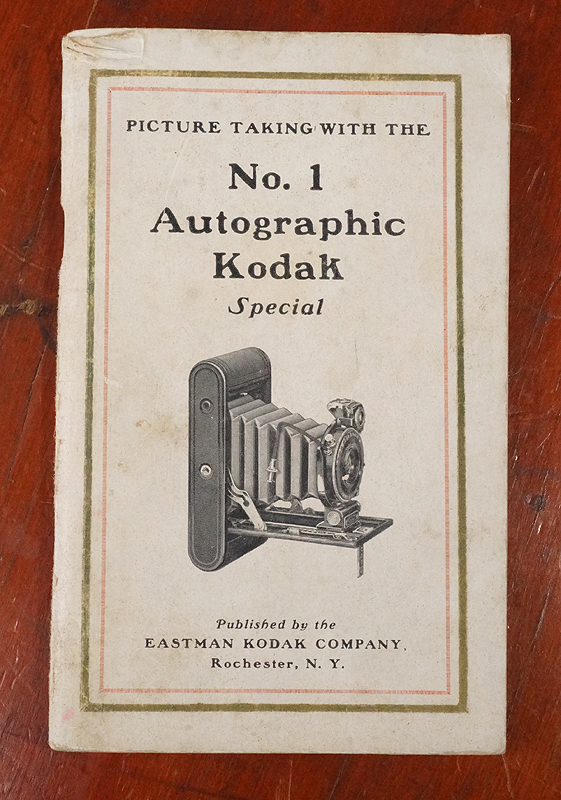 PICTURE TAKING WITH THE
No. 1
Autographic
Kodak
Special
Published by the
EASTMAN KODAK COMPANY,
Rochester, N. Y.